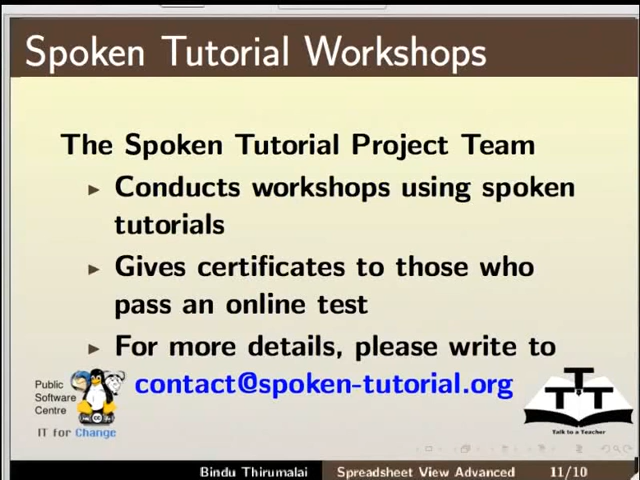 Spoken Tutorial Workshops
The Spoken Tutorial Project Team
Conducts workshops using spoken
tutorials
Gives certificates to those who
pass an online test
For more details, please write to
contact@spoken-tutorial.org
Public
Software
Centre
IT for Change
TTT
Talk to a Teacher
Bindu Thirumalai Spreadsheet View Advanced 11/10